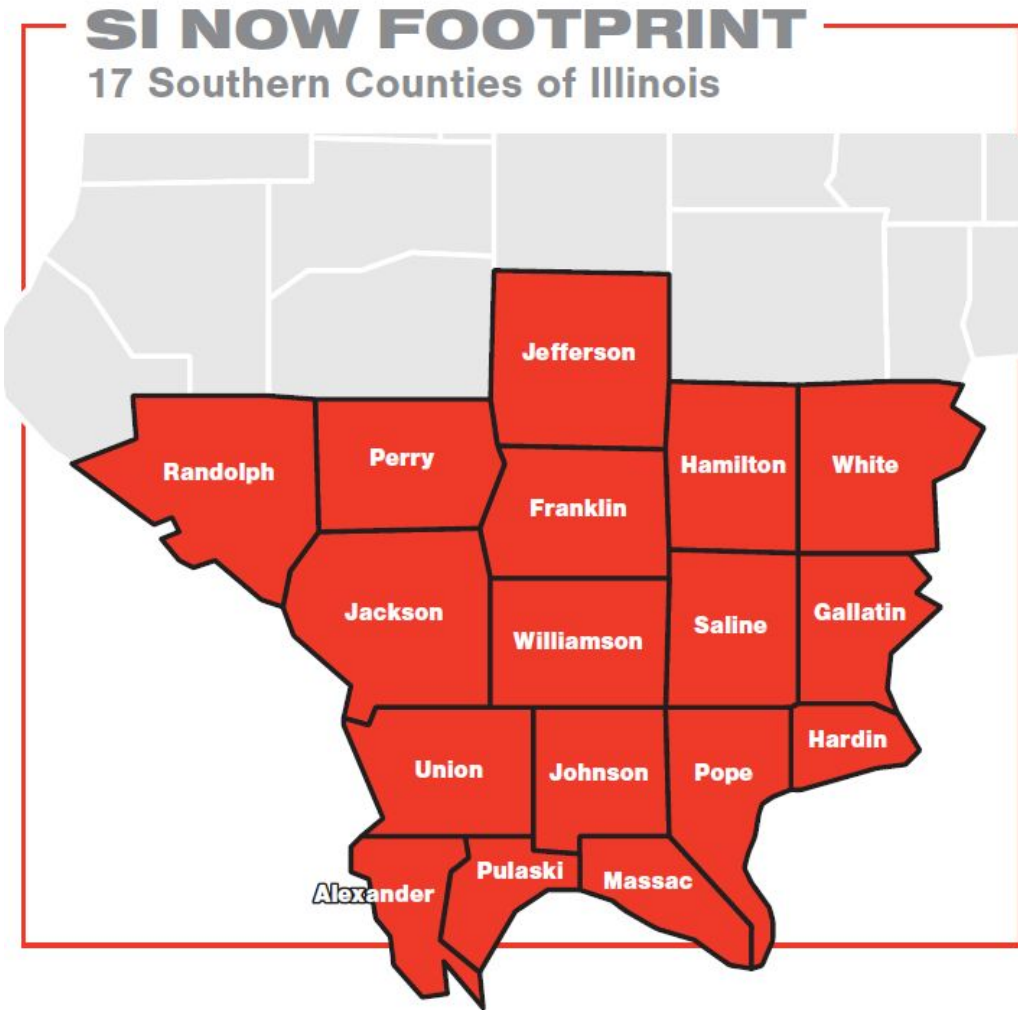 SI NOW FOOTPRINT
17 Southern Counties of Illinois
Jefferson
Randolph
Perry
Hamilton
White
Franklin
Jackson
Williamson
Saline
Gallatin
Union
Johnson
Pope
Hardin
Alexander
Pulaski
Massac